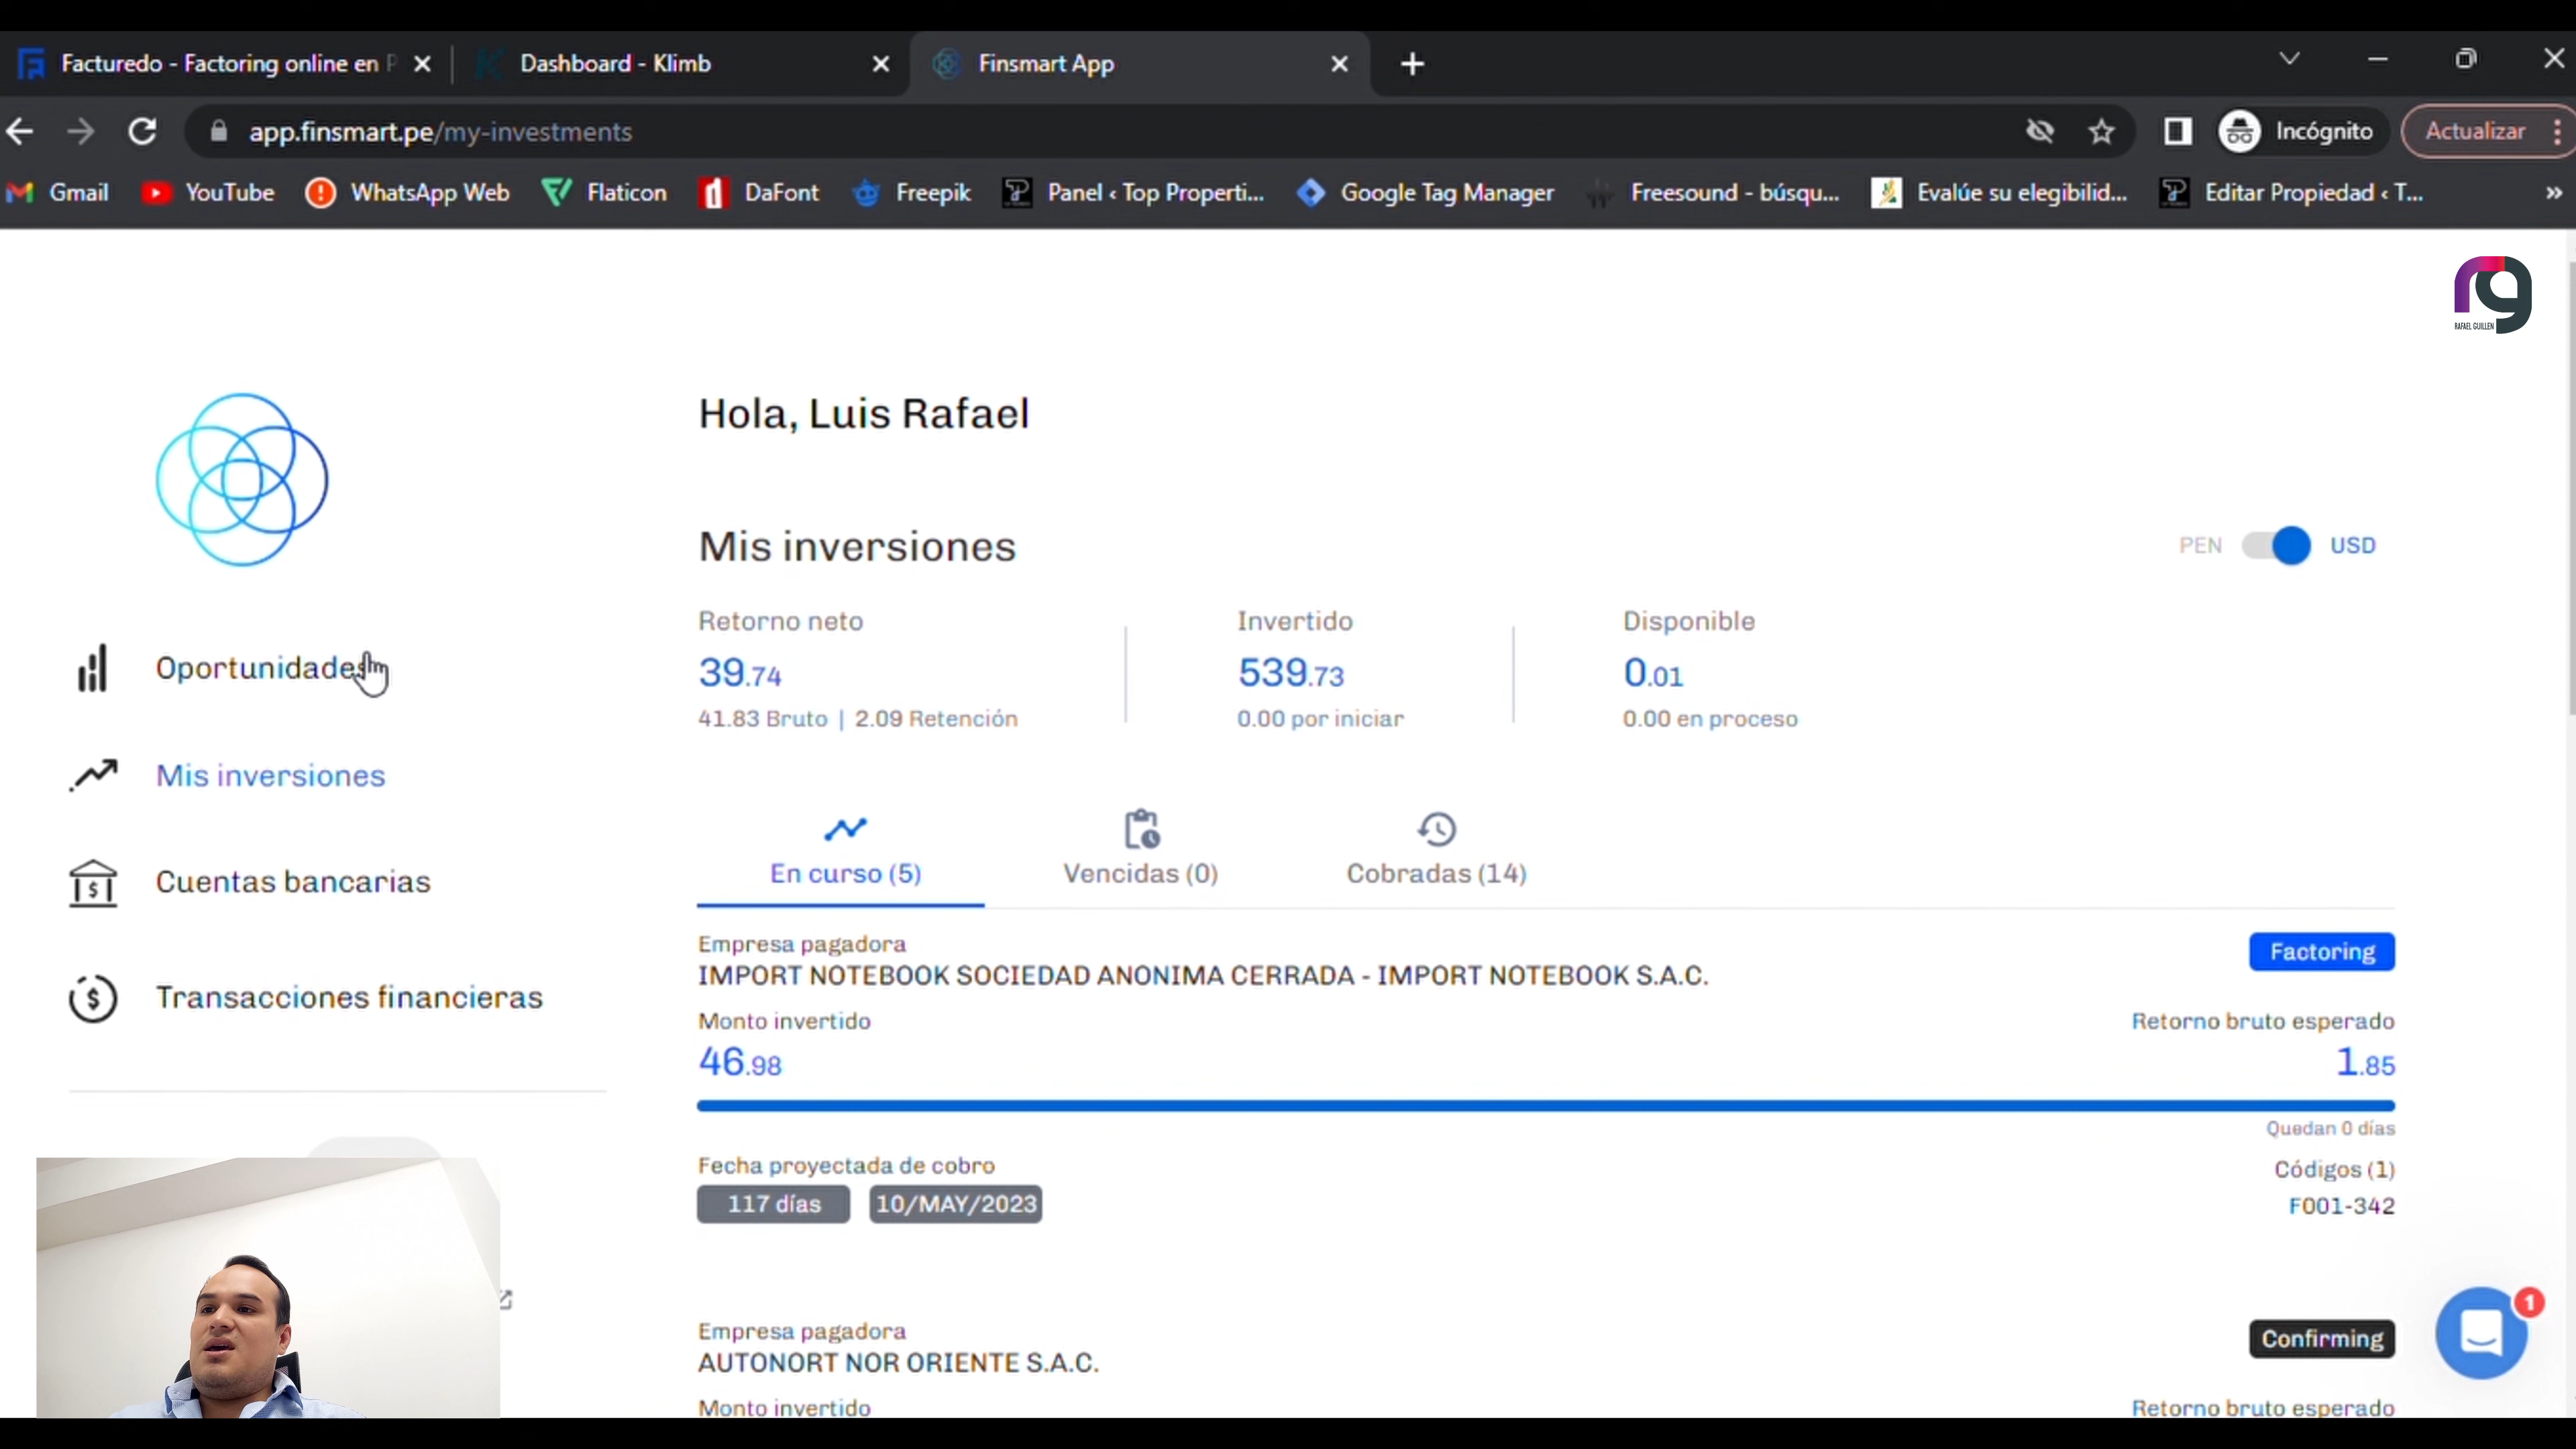 Facturedo - Factoring online en P
Dashboard - Klimb
Finsmart App
app.finsmart.pe/my-investments
Incógnito
Actualizar
Gmail
YouTube
WhatsApp Web
Flaticon
DaFont
Freepik
Panel ‹ Top Properti...
Google Tag Manager
Freesound - búsqu...
Evalúe su elegibilid...
Editar Propiedad ‹ T...
»
rg
RAFAEL GUILLEN
Hola, Luis Rafael
Mis inversiones
PEN
USD
Retorno neto
Invertido
Disponible
39.74
539.73
0.01
41.83 Bruto | 2.09 Retención
0.00 por iniciar
0.00 en proceso
Oportunidades
Mis inversiones
Cuentas bancarias
Transacciones financieras
En curso (5)
Vencidas (0)
Cobradas (14)
Empresa pagadora
Factoring
IMPORT NOTEBOOK SOCIEDAD ANONIMA CERRADA - IMPORT NOTEBOOK S.A.C.
Monto invertido
Retorno bruto esperado
46.98
1.85
Quedan 0 días
Fecha proyectada de cobro
Códigos (1)
117 días
10/MAY/2023
F001-342
1
Empresa pagadora
Confirming
AUTONORT NOR ORIENTE S.A.C.
Monto invertido
Retorno bruto esperado